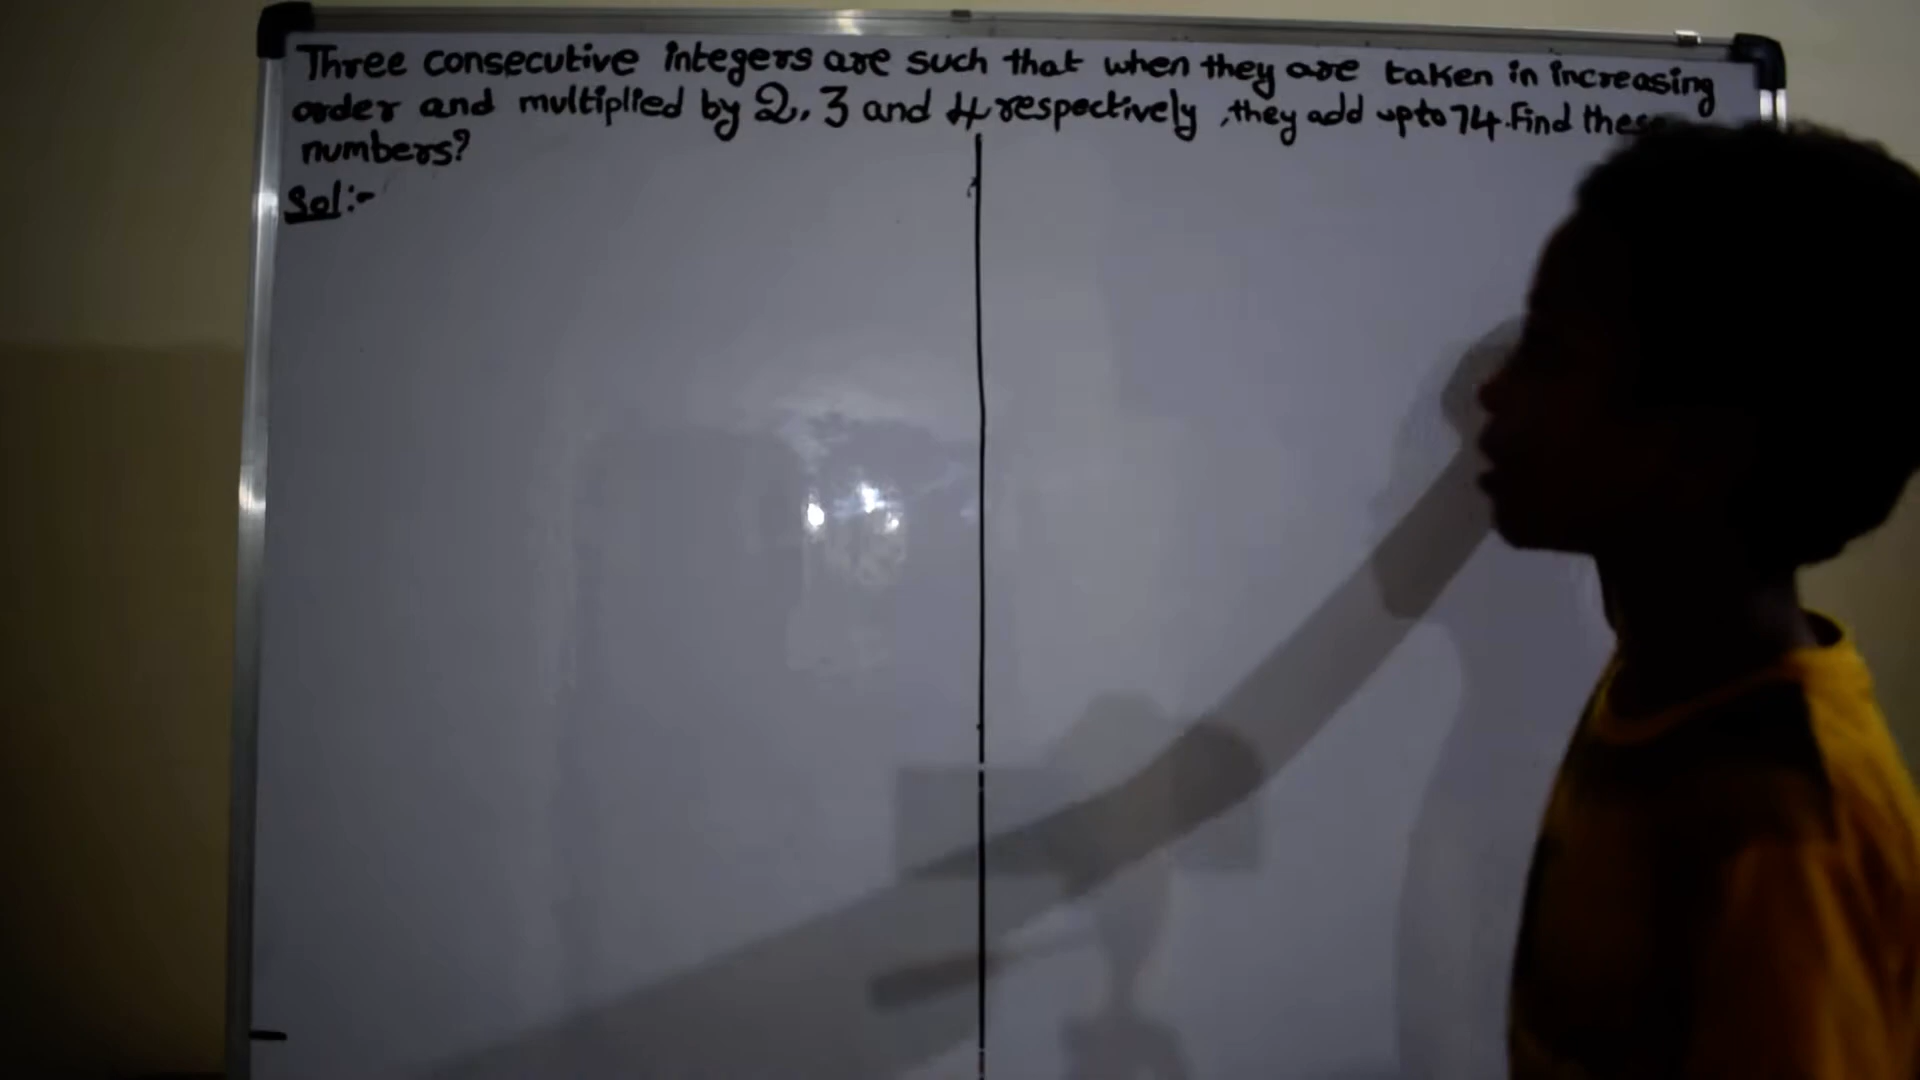 Three consecutive integers are such that when they are taken in increasing
order and multiplied by 2, 3 and 4 respectively, they add upto 74. Find these
numbers?
Sol:-